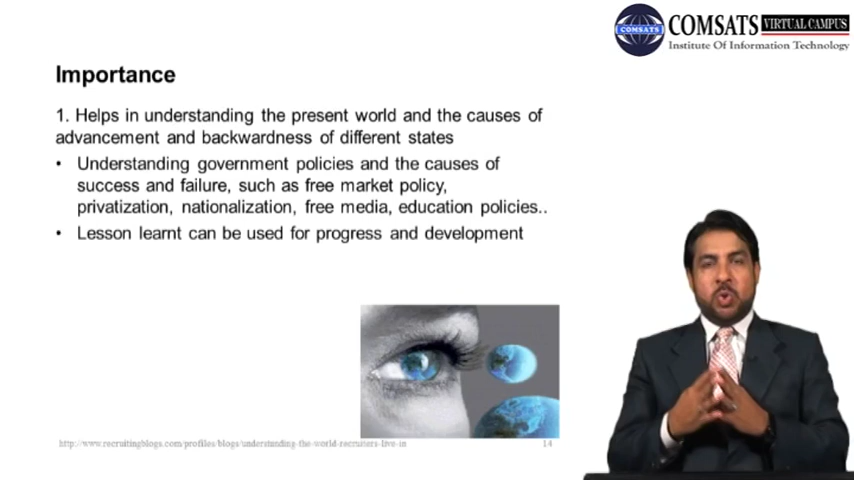 COMSATS VIRTUAL CAMPUS
COMSATS
Institute Of Information Technology
Importance
1. Helps in understanding the present world and the causes of
advancement and backwardness of different states
• Understanding government policies and the causes of
success and failure, such as free market policy,
privatization, nationalization, free media, education policies..
• Lesson learnt can be used for progress and development
http://www.recruitingblogs.com/profiles/blogs/understanding-the-world-recruiters-live-in
14